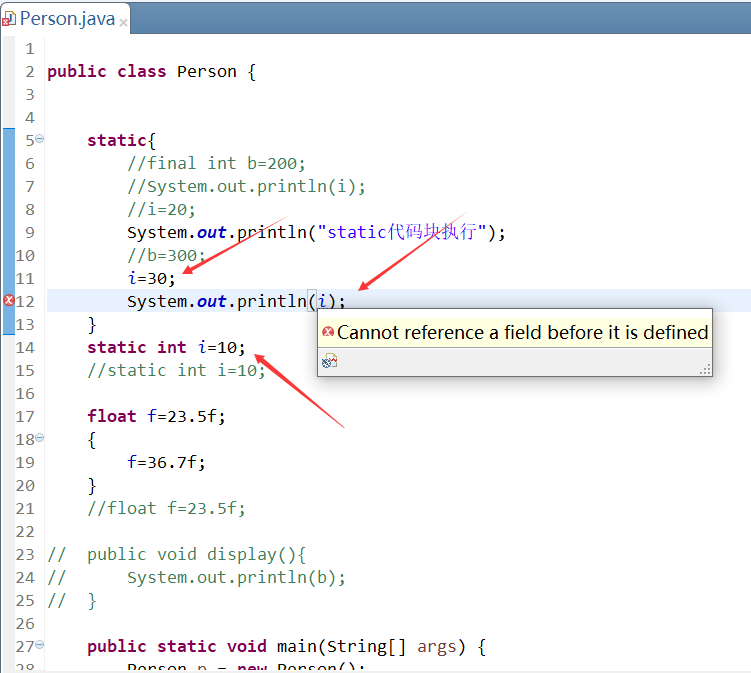 Person.java
1
2 public class Person {
3
4
5 static{
6 //final int b=200;
7 //System.out.println(i);
8 //i=20;
9 System.out.println("static代码块执行");
10 //b=300;
11 i=30;
12 System.out.println(i);
Cannot reference a field before it is defined
13 }
14 static int i=10;
15 //static int i=10;
16
17 float f=23.5f;
18 {
19 f=36.7f;
20 }
21 //float f=23.5f;
22
23 // public void display(){
24 // System.out.println(b);
25 // }
26
27 public static void main(String[] args) {
28 Person p = new Person();